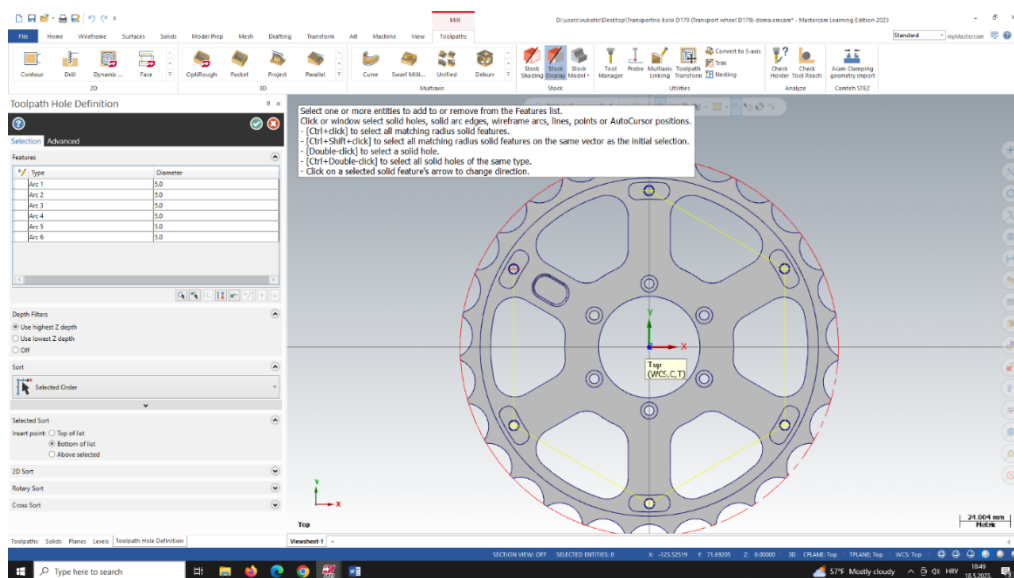 Mill
D:\users\vukotic\Desktop\Transportno kolo D179 (Transport wheel D179)-doma.emcam* - Mastercam Learning Edition 2023
File Home Wireframe Surfaces Solids Model Prep Mesh Drafting Transform Art Machine View Toolpaths
Standard myMastercam
Contour Drill Dynamic... Face OptiRough Pocket Project Parallel Curve Swarf Milli... Unified Deburr Stock Shading Stock Display Stock Model Tool Manager Probe Multiaxis Linking Toolpath Transform Convert to 5-axis Trim Nesting Check Holder Check Tool Reach Acam Clamping geometry import
2D 3D Multiaxis Stock Utilities Analyze Camteh STEZ
Toolpath Hole Definition
Selection Advanced
Features
Type Diameter
Arc 1 5.0
Arc 2 5.0
Arc 3 5.0
Arc 4 5.0
Arc 5 5.0
Arc 6 5.0
Depth Filters
Use highest Z depth
Use lowest Z depth
Off
Sort
Selected Order
Selected Sort
Insert point: Top of list
Bottom of list
Above selected
2D Sort
Rotary Sort
Cross Sort
Toolpaths Solids Planes Levels Toolpath Hole Definition
Select one or more entities to add to or remove from the Features list.
Click or window select solid holes, solid arc edges, wireframe arcs, lines, points or AutoCursor positions.
- [Ctrl+click] to select all matching radius solid features.
- [Ctrl+Shift+click] to select all matching radius solid features on the same vector as the initial selection.
- [Double-click] to select a solid hole.
- [Ctrl+Double-click] to select all solid holes of the same type.
- Click on a selected solid feature's arrow to change direction.
Y
X
Top
(WCS,C,T)
Y
X
Top
24.004 mm
Metric
Viewsheet-1
SECTION VIEW: OFF SELECTED ENTITIES: 0 X: -125.52519 Y: 71.69205 Z: 0.00000 3D CPLANE: Top TPLANE: Top WCS: Top
Type here to search
57°F Mostly cloudy HRV
18:49
18.5.2023.